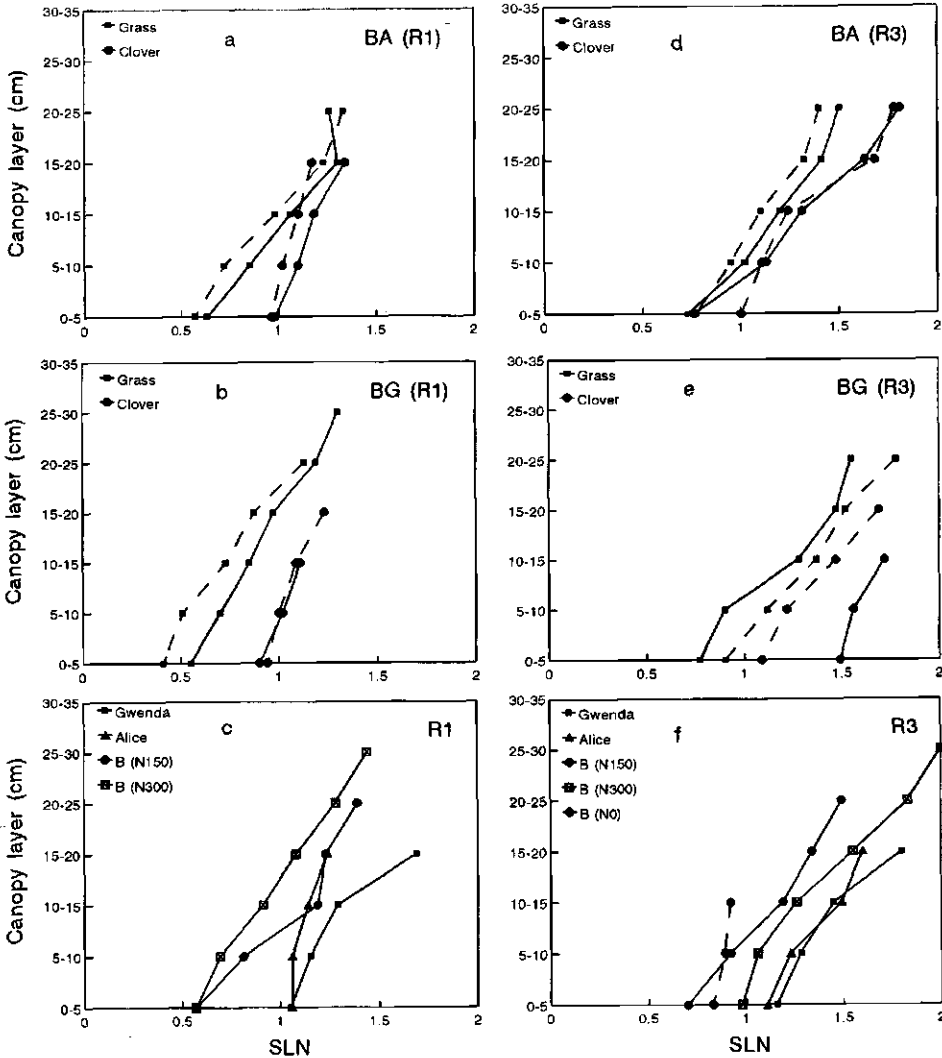 30-35
25-30
20-25
15-20
10-15
5-10
0-5
Canopy layer (cm)
Grass
Clover
a
BA (R1)
0
0.5
1
1.5
2
30-35
25-30
20-25
15-20
10-15
5-10
0-5
Grass
Clover
d
BA (R3)
0
0.5
1
1.5
2
30-35
25-30
20-25
15-20
10-15
5-10
0-5
Canopy layer (cm)
Grass
Clover
b
BG (R1)
0
0.5
1
1.5
2
30-35
25-30
20-25
15-20
10-15
5-10
0-5
Grass
Clover
e
BG (R3)
0
0.5
1
1.5
2
30-35
25-30
20-25
15-20
10-15
5-10
0-5
Canopy layer (cm)
Gwenda
Alice
B (N150)
B (N300)
c
R1
0
0.5
1
1.5
2
SLN
30-35
25-30
20-25
15-20
10-15
5-10
0-5
Gwenda
Alice
B (N150)
B (N300)
B (N0)
f
R3
0
0.5
1
1.5
2
SLN